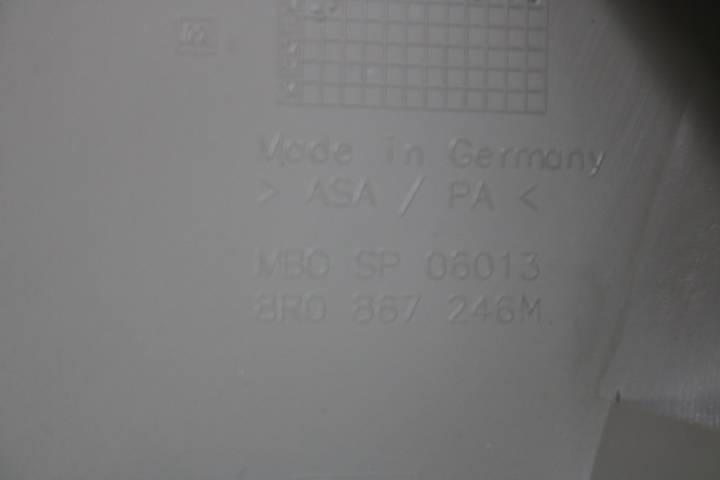 Made in Germany
> ASA / PA <
MBO SP 06013
8R0 867 246M